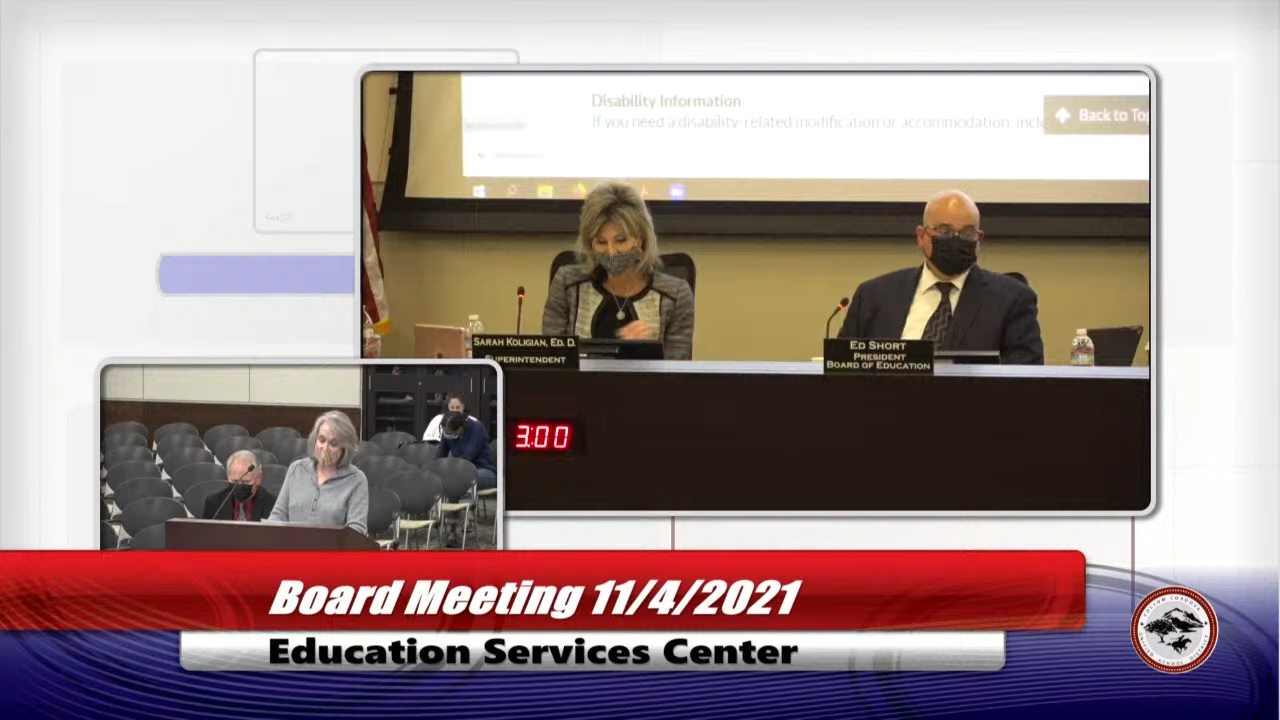 Disability Information
If you need a disability-related modification or accommodation, inclu
Back to Top
SARAH KOLIGIAN, ED. D.
SUPERINTENDENT
ED SHORT
PRESIDENT
BOARD OF EDUCATION
3:00
Board Meeting 11/4/2021
Education Services Center